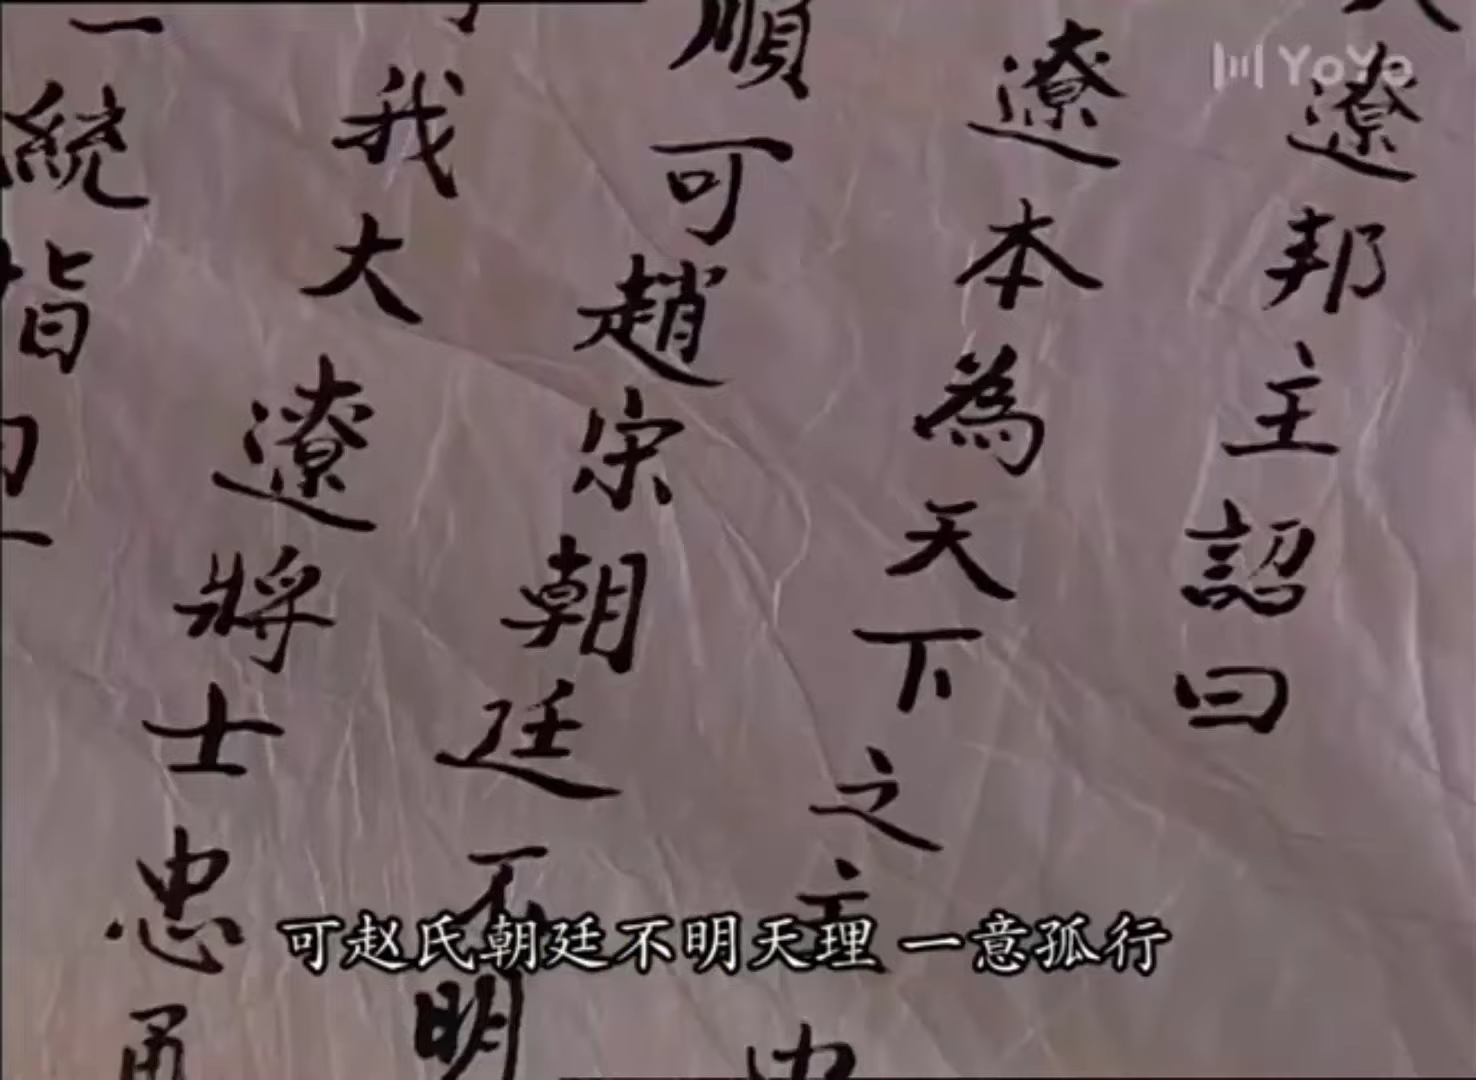 YoYo
遼邦主詔曰
遼本為天下之主
順可趙宋朝廷不明
我大遼將士忠勇
一統指
可赵氏朝廷不明天理 一意孤行